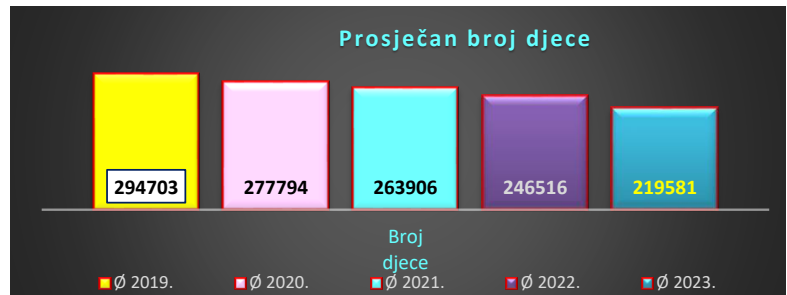 Prosječan broj djece
294703 277794 263906 246516 219581
Broj
djece
Ø 2019. Ø 2020. Ø 2021. Ø 2022. Ø 2023.